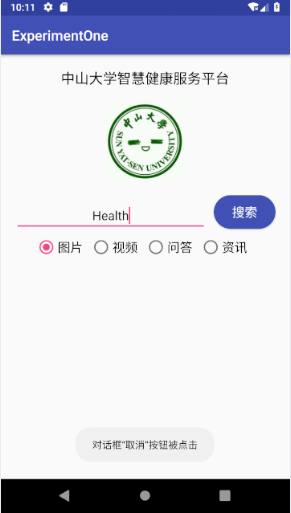 10:11
ExperimentOne
中山大学智慧健康服务平台
中山大学
SUN YAT-SEN UNIVERSITY
Health
搜索
图片 视频 问答 资讯
对话框“取消”按钮被点击